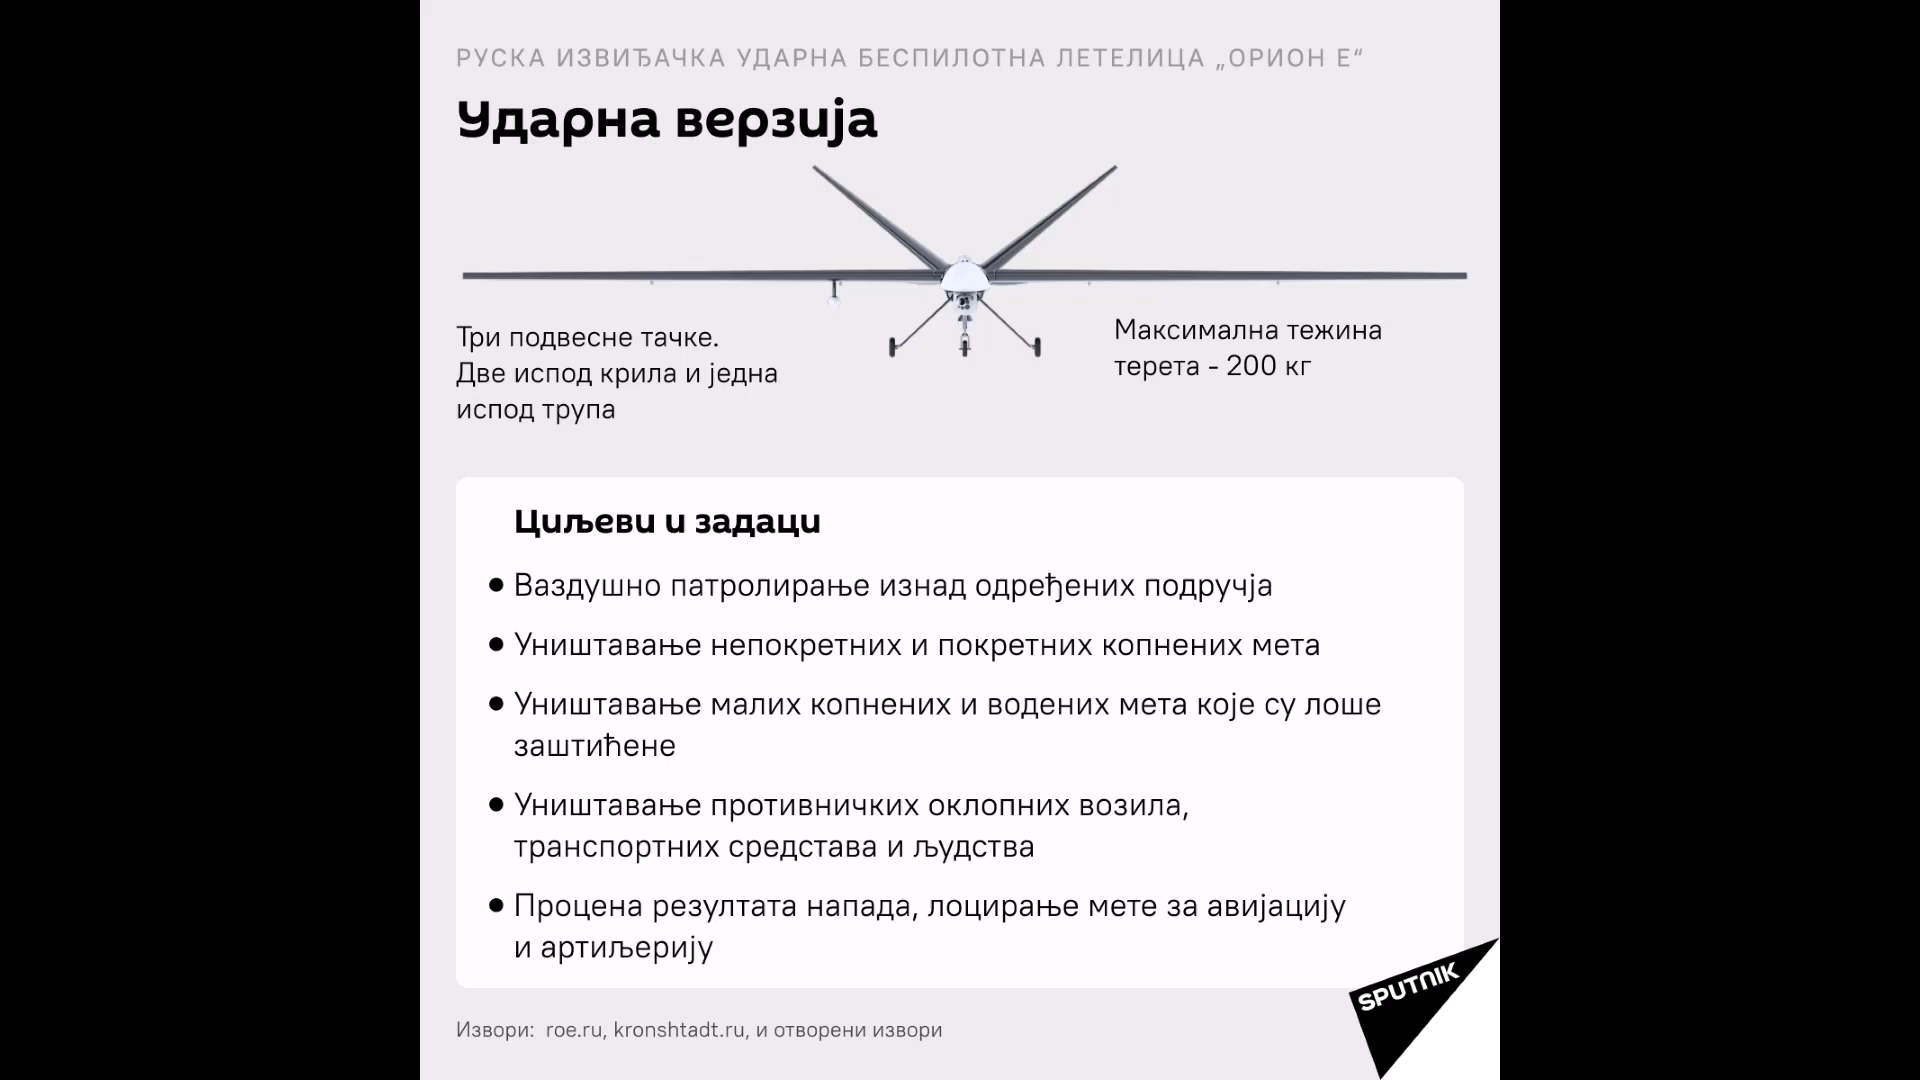 РУСКА ИЗВИЂАЧКА УДАРНА БЕСПИЛОТНА ЛЕТЕЛИЦА „ОРИОН Е“
Ударна верзија
Три подвесне тачке.
Две испод крила и једна
испод трупа
Максимална тежина
терета - 200 кг
Циљеви и задаци
● Ваздушно патролирање изнад одређених подручја
● Уништавање непокретних и покретних копнених мета
● Уништавање малих копнених и водених мета које су лоше
заштићене
● Уништавање противничких оклопних возила,
транспортних средстава и људства
● Процена резултата напада, лоцирање мете за авијацију
и артиљерију
SPUTNIK
Извори: roe.ru, kronshtadt.ru, и отворени извори